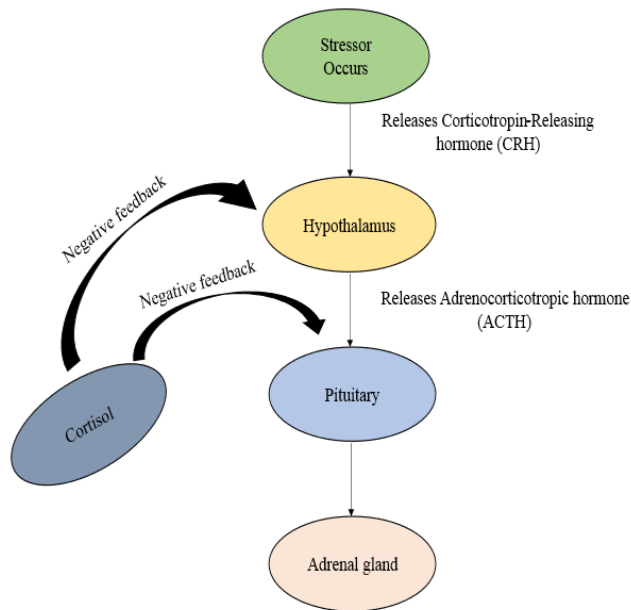 Stressor
Occurs
Releases Corticotropin-Releasing
hormone (CRH)
Negative feedback
Hypothalamus
Negative feedback
Releases Adrenocorticotropic hormone
(ACTH)
Pituitary
Cortisol
Adrenal gland